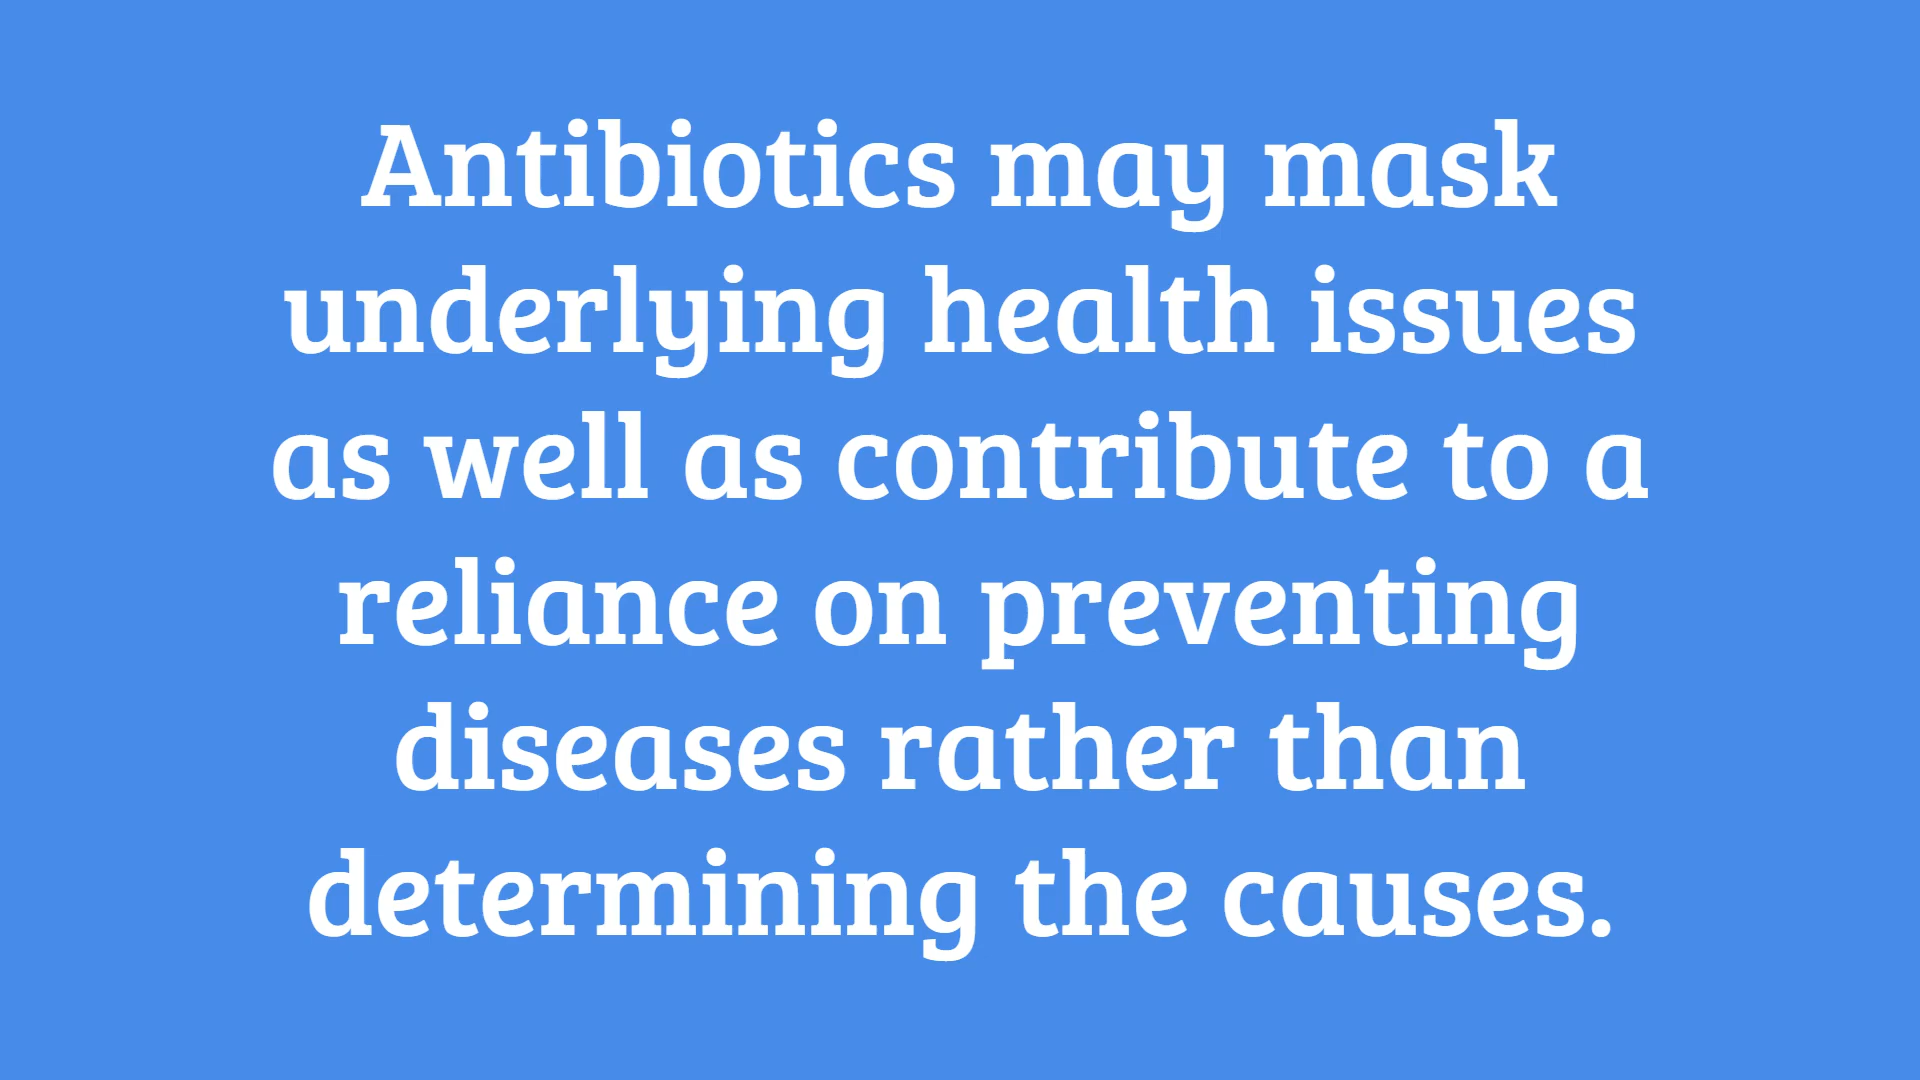 Antibiotics may mask
underlying health issues
as well as contribute to a
reliance on preventing
diseases rather than
determining the causes.